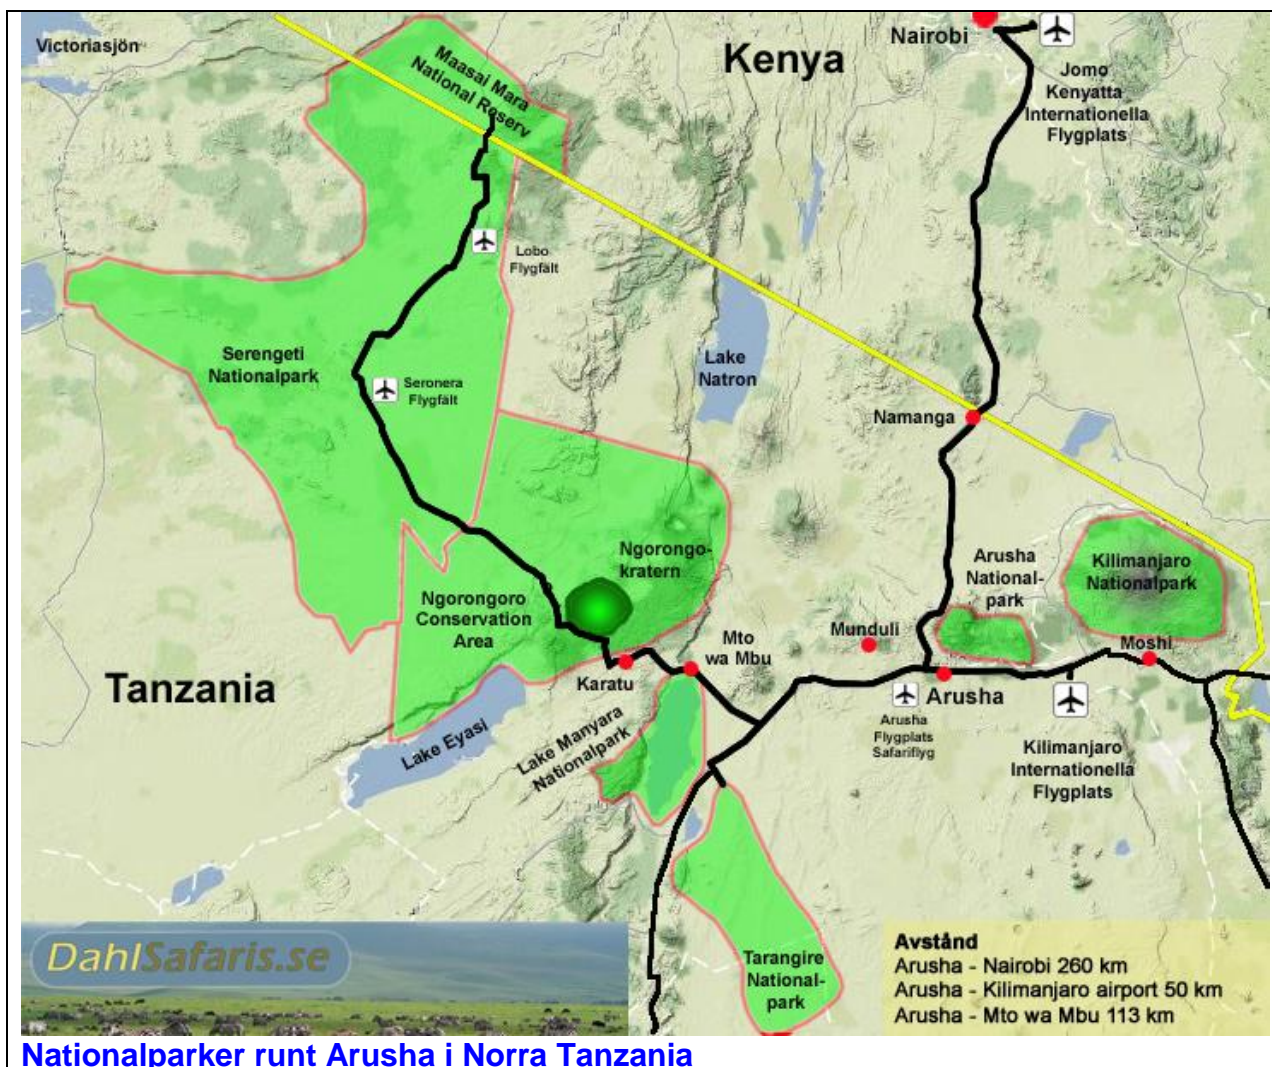 Victoriasjön
Maasai Mara
National Reserv
Kenya
Nairobi
Jomo
Kenyatta
Internationella
Flygplats
Lobo
Flygfält
Serengeti
Nationalpark
Seronera
Flygfält
Lake
Natron
Namanga
Ngorongo-
kratern
Arusha
National-
park
Kilimanjaro
Nationalpark
Ngorongoro
Conservation
Area
Munduli
Mto
wa Mbu
Moshi
Tanzania
Karatu
Arusha
Lake Eyasi
Lake Manyara
Nationalpark
Arusha
Flygplats
Safariflyg
Kilimanjaro
Internationella
Flygplats
Tarangire
National-
park
DahlSafaris.se
Avstånd
Arusha - Nairobi 260 km
Arusha - Kilimanjaro airport 50 km
Arusha - Mto wa Mbu 113 km
Nationalparker runt Arusha i Norra Tanzania